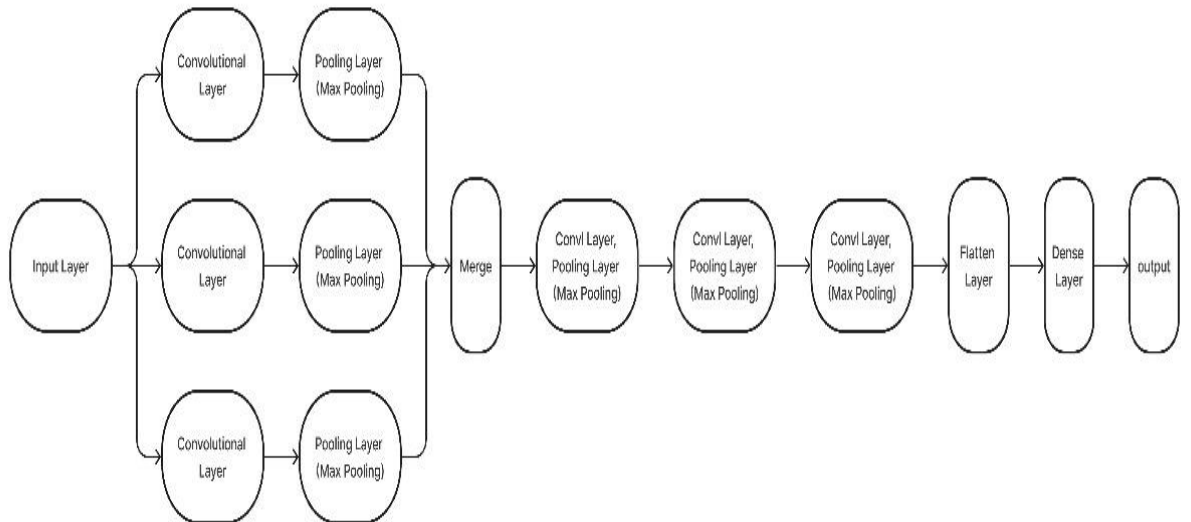 Input Layer
Convolutional
Layer
Pooling Layer
(Max Pooling)
Convolutional
Layer
Pooling Layer
(Max Pooling)
Convolutional
Layer
Pooling Layer
(Max Pooling)
Merge
Convl Layer,
Pooling Layer
(Max Pooling)
Convl Layer,
Pooling Layer
(Max Pooling)
Convl Layer,
Pooling Layer
(Max Pooling)
Flatten
Layer
Dense
Layer
output